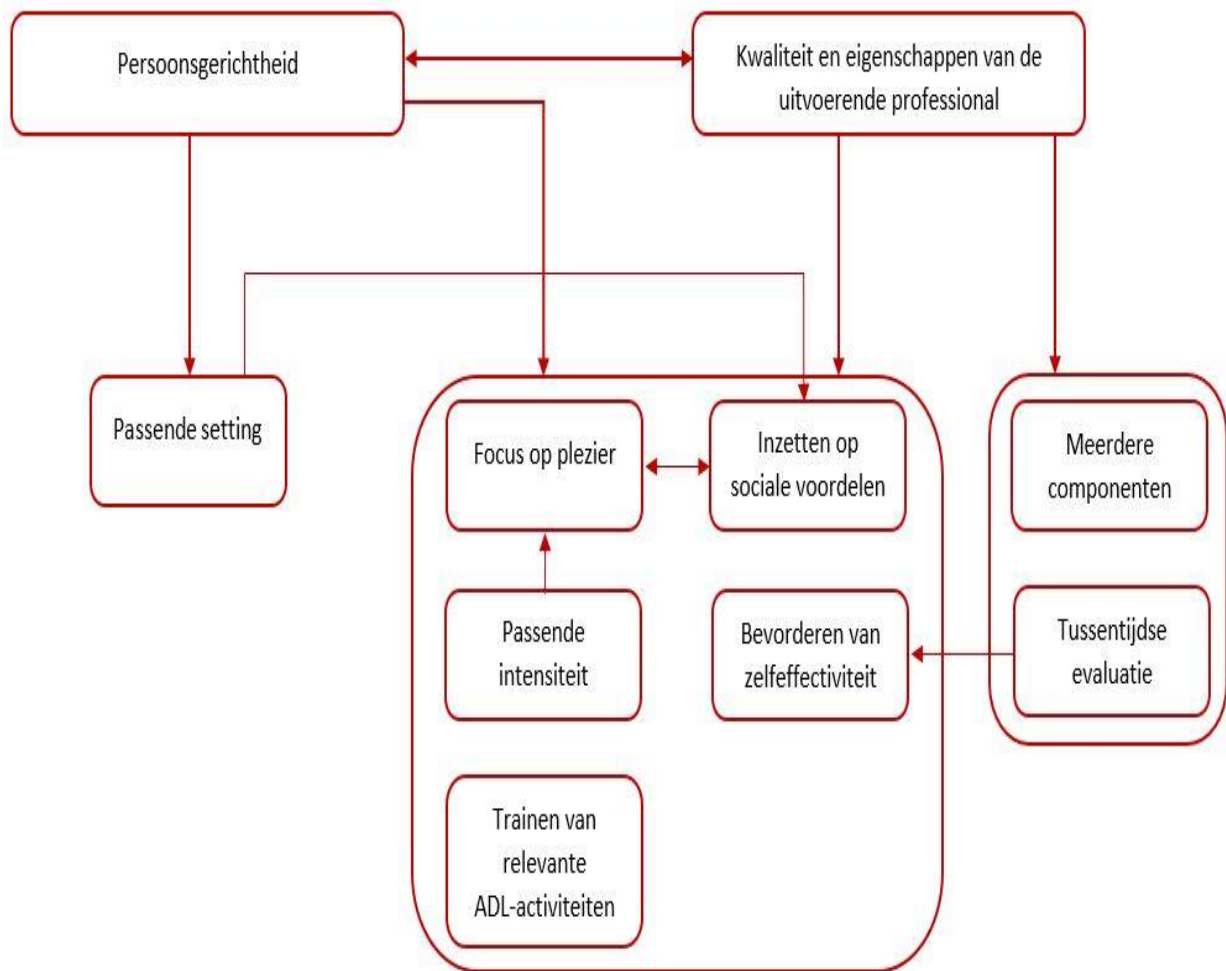 Persoonsgerichtheid
Kwaliteit en eigenschappen van de
uitvoerende professional
Passende setting
Focus op plezier
Inzetten op
sociale voordelen
Meerdere
componenten
Passende
intensiteit
Bevorderen van
zelfeffectiviteit
Tussentijdse
evaluatie
Trainen van
relevante
ADL-activiteiten